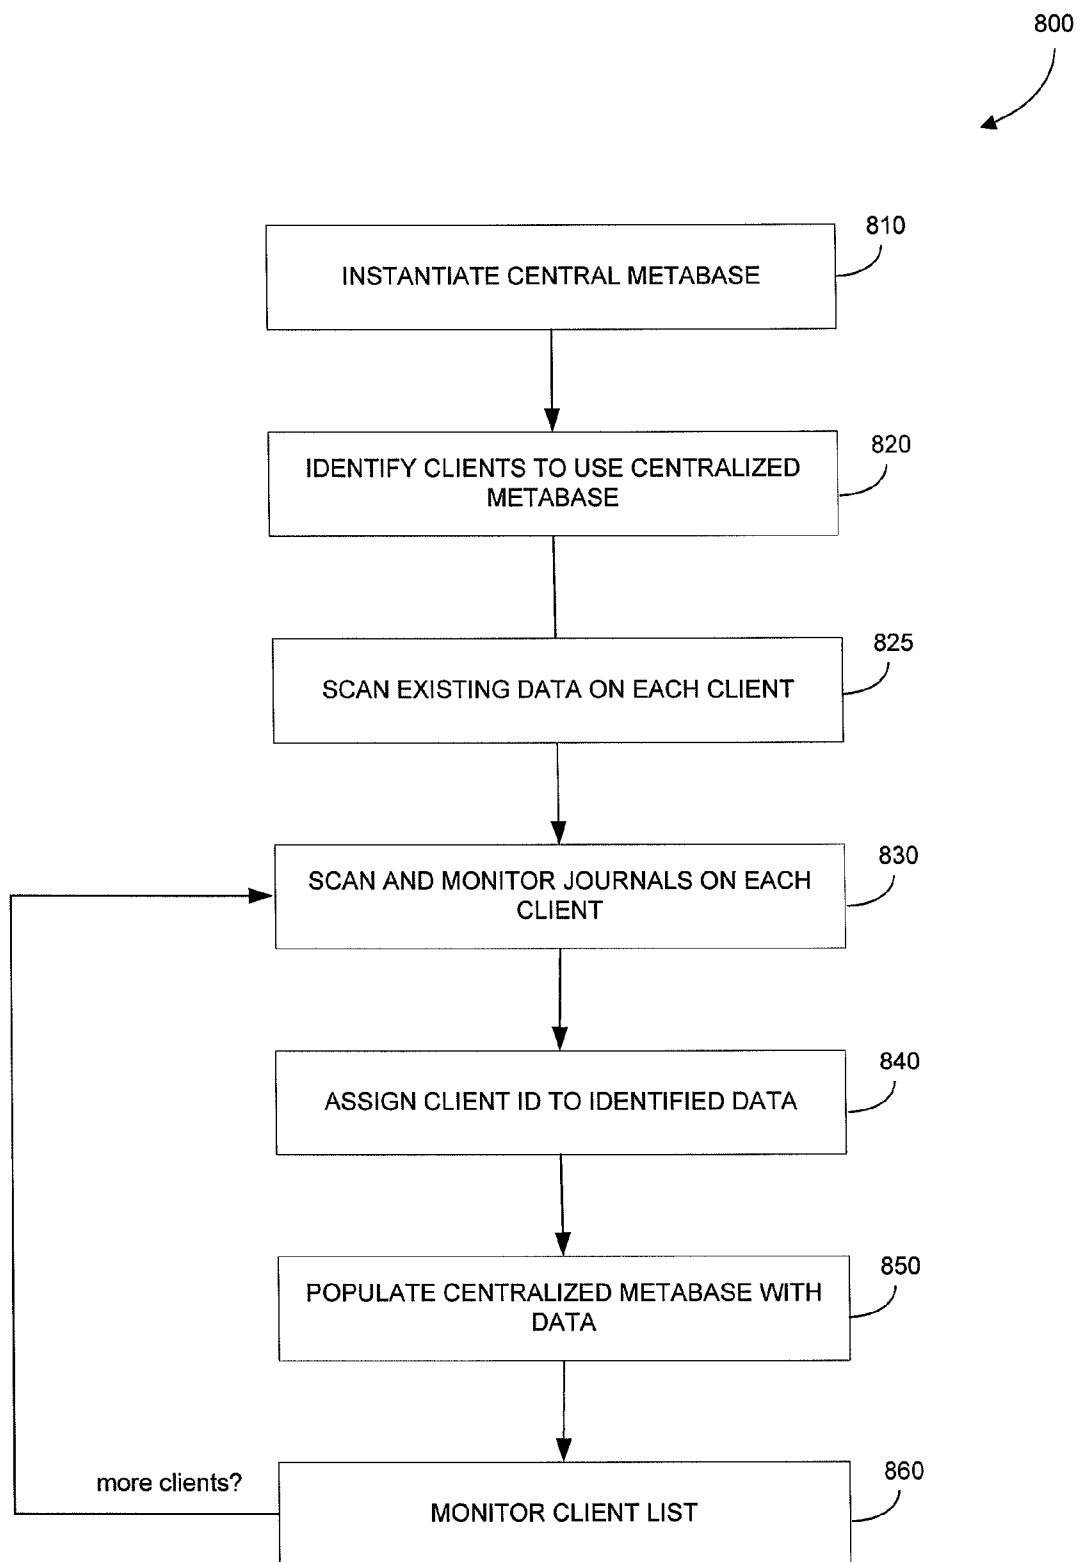 800
810
INSTANTIATE CENTRAL METABASE
820
IDENTIFY CLIENTS TO USE CENTRALIZED
METABASE
825
SCAN EXISTING DATA ON EACH CLIENT
830
SCAN AND MONITOR JOURNALS ON EACH
CLIENT
840
ASSIGN CLIENT ID TO IDENTIFIED DATA
850
POPULATE CENTRALIZED METABASE WITH
DATA
860
more clients?
MONITOR CLIENT LIST